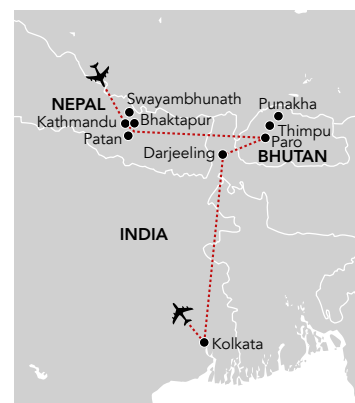 NEPAL
Swayambhunath
Kathmandu
Bhaktapur
Patan
Punakha
Thimpu
Paro
Darjeeling
BHUTAN
INDIA
Kolkata